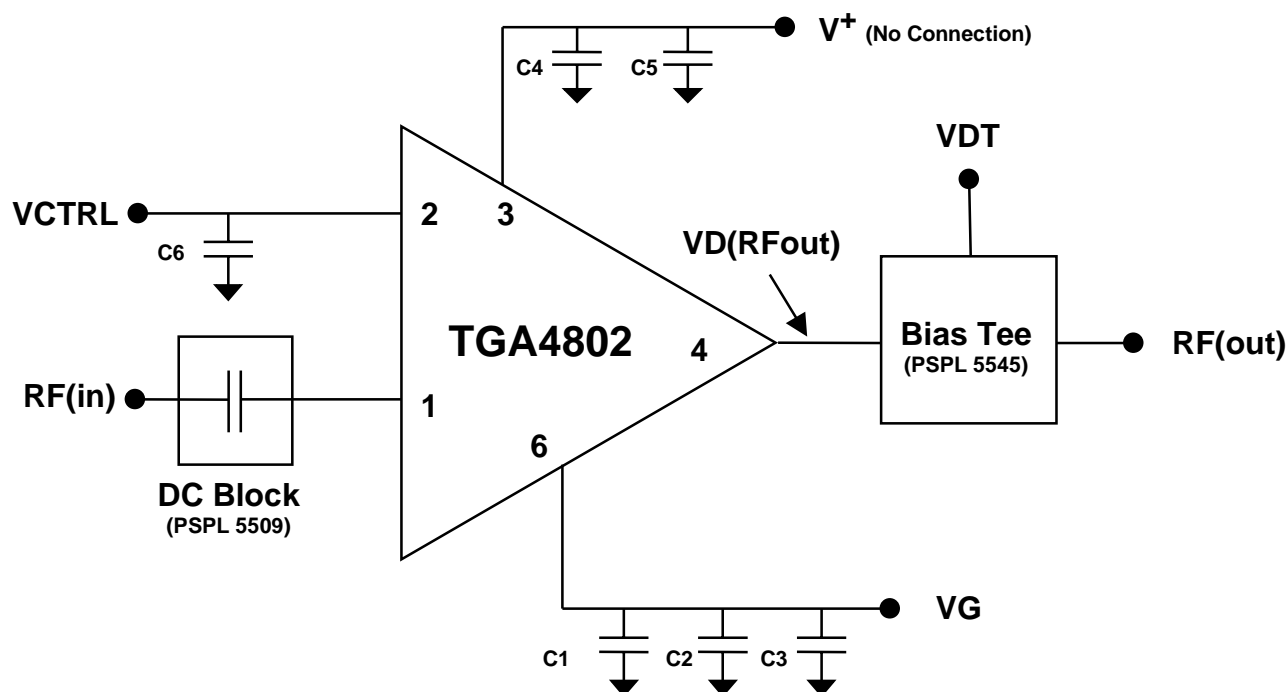 V+ (No Connection)
C4
C5
VDT
VCTRL
2
3
C6
VD(RFout)
TGA4802
4
Bias Tee
(PSPL 5545)
RF(out)
RF(in)
1
6
DC Block
(PSPL 5509)
VG
C1
C2
C3